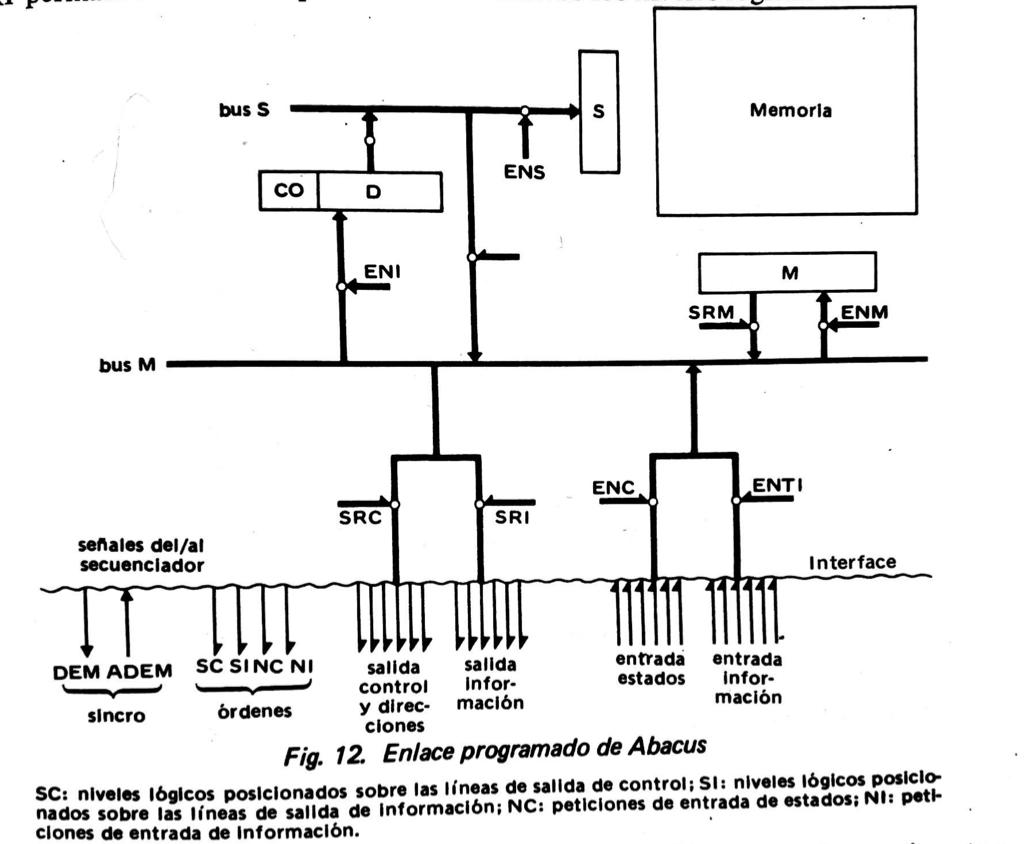 bus S
S
Memoria
ENS
CO
D
ENI
M
SRM
ENM
bus M
SRC
SRI
ENC
ENTI
señales del/al
secuenciador
Interface
DEM ADEM
sincro
SC SI NC NI
órdenes
salida
control
y direc-
ciones
salida
infor-
mación
entrada
estados
entrada
infor-
mación
Fig. 12. Enlace programado de Abacus
SC: niveles lógicos posicionados sobre las líneas de salida de control; SI: niveles lógicos posicio-
nados sobre las líneas de salida de información; NC: peticiones de entrada de estados; NI: peti-
ciones de entrada de información.